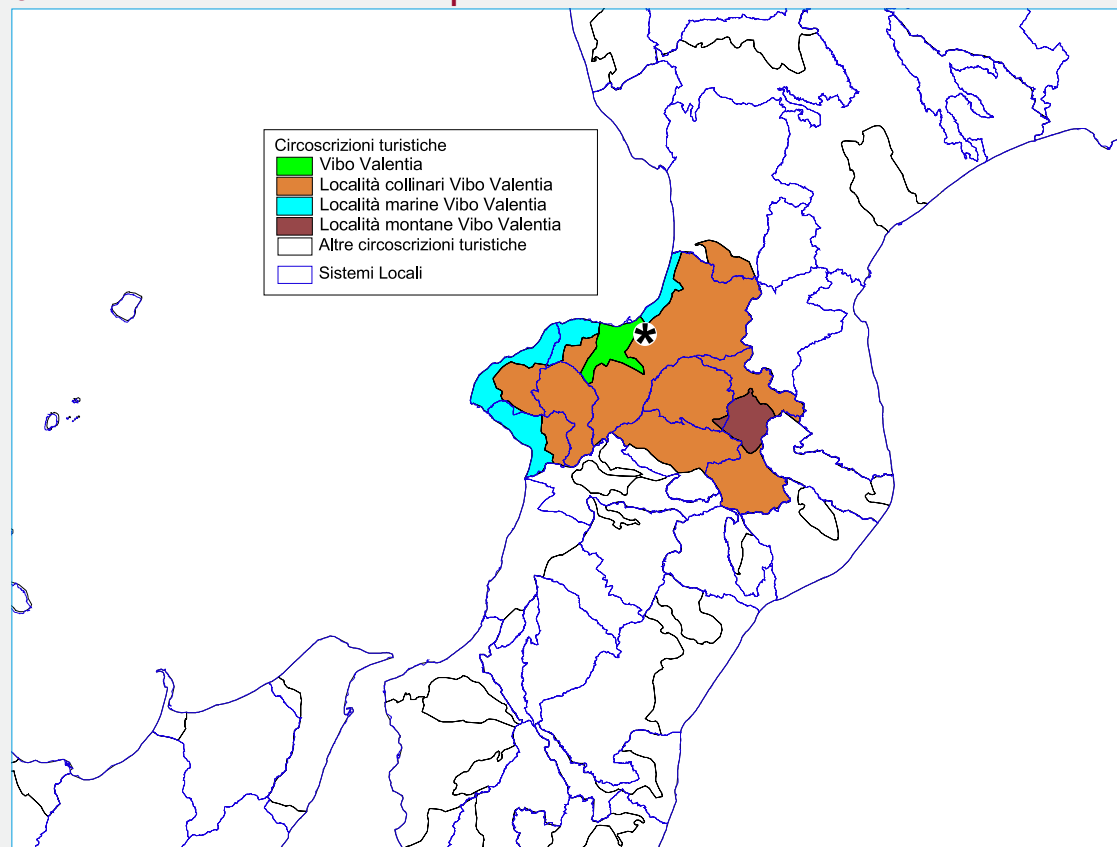 Circoscrizioni turistiche
Vibo Valentia
Località collinari Vibo Valentia
Località marine Vibo Valentia
Località montane Vibo Valentia
Altre circoscrizioni turistiche
Sistemi Locali
*